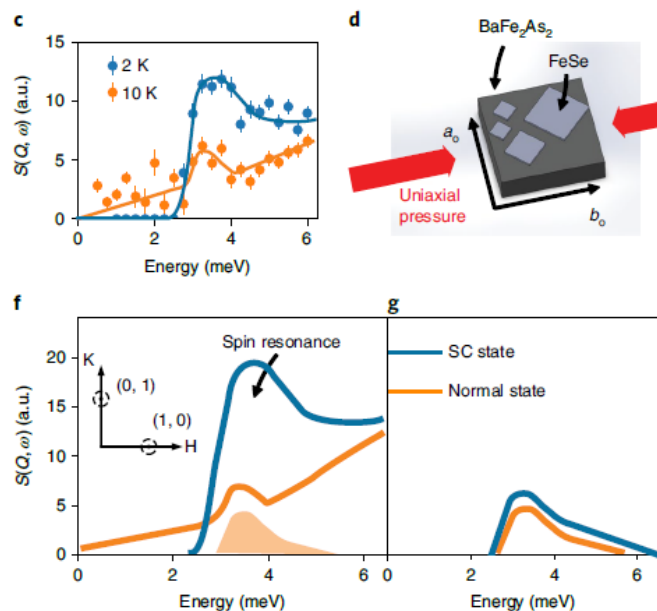 c
2 K
10 K
S(Q, ω) (a.u.)
15
10
5
0
0 2 4 6
Energy (meV)
d
BaFe₂As₂
FeSe
aₒ
bₒ
Uniaxial
pressure
f
Spin resonance
K
(0, 1)
(1, 0)
H
S(Q, ω) (a.u.)
20
15
10
5
0
0 2 4 6
Energy (meV)
g
SC state
Normal state
0 2 4 6
Energy (meV)